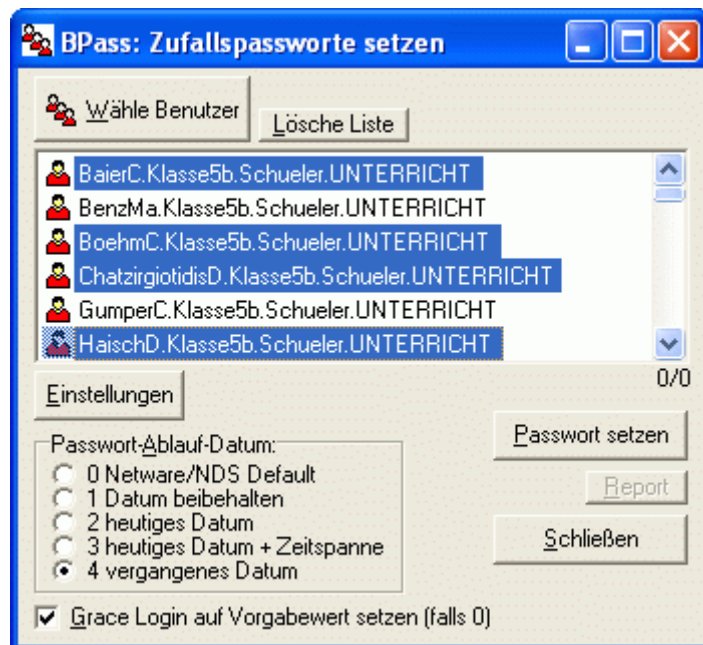 BPass: Zufallspassworte setzen
Wähle Benutzer
Lösche Liste
BaierC.Klasse5b.Schueler.UNTERRICHT
BenzMa.Klasse5b.Schueler.UNTERRICHT
BoehmC.Klasse5b.Schueler.UNTERRICHT
ChatzirgiotidisD.Klasse5b.Schueler.UNTERRICHT
GumperC.Klasse5b.Schueler.UNTERRICHT
HaischD.Klasse5b.Schueler.UNTERRICHT
0/0
Einstellungen
Passwort-Ablauf-Datum:
0 Netware/NDS Default
1 Datum beibehalten
2 heutiges Datum
3 heutiges Datum + Zeitspanne
4 vergangenes Datum
Passwort setzen
Report
Schließen
Grace Login auf Vorgabewert setzen (falls 0)